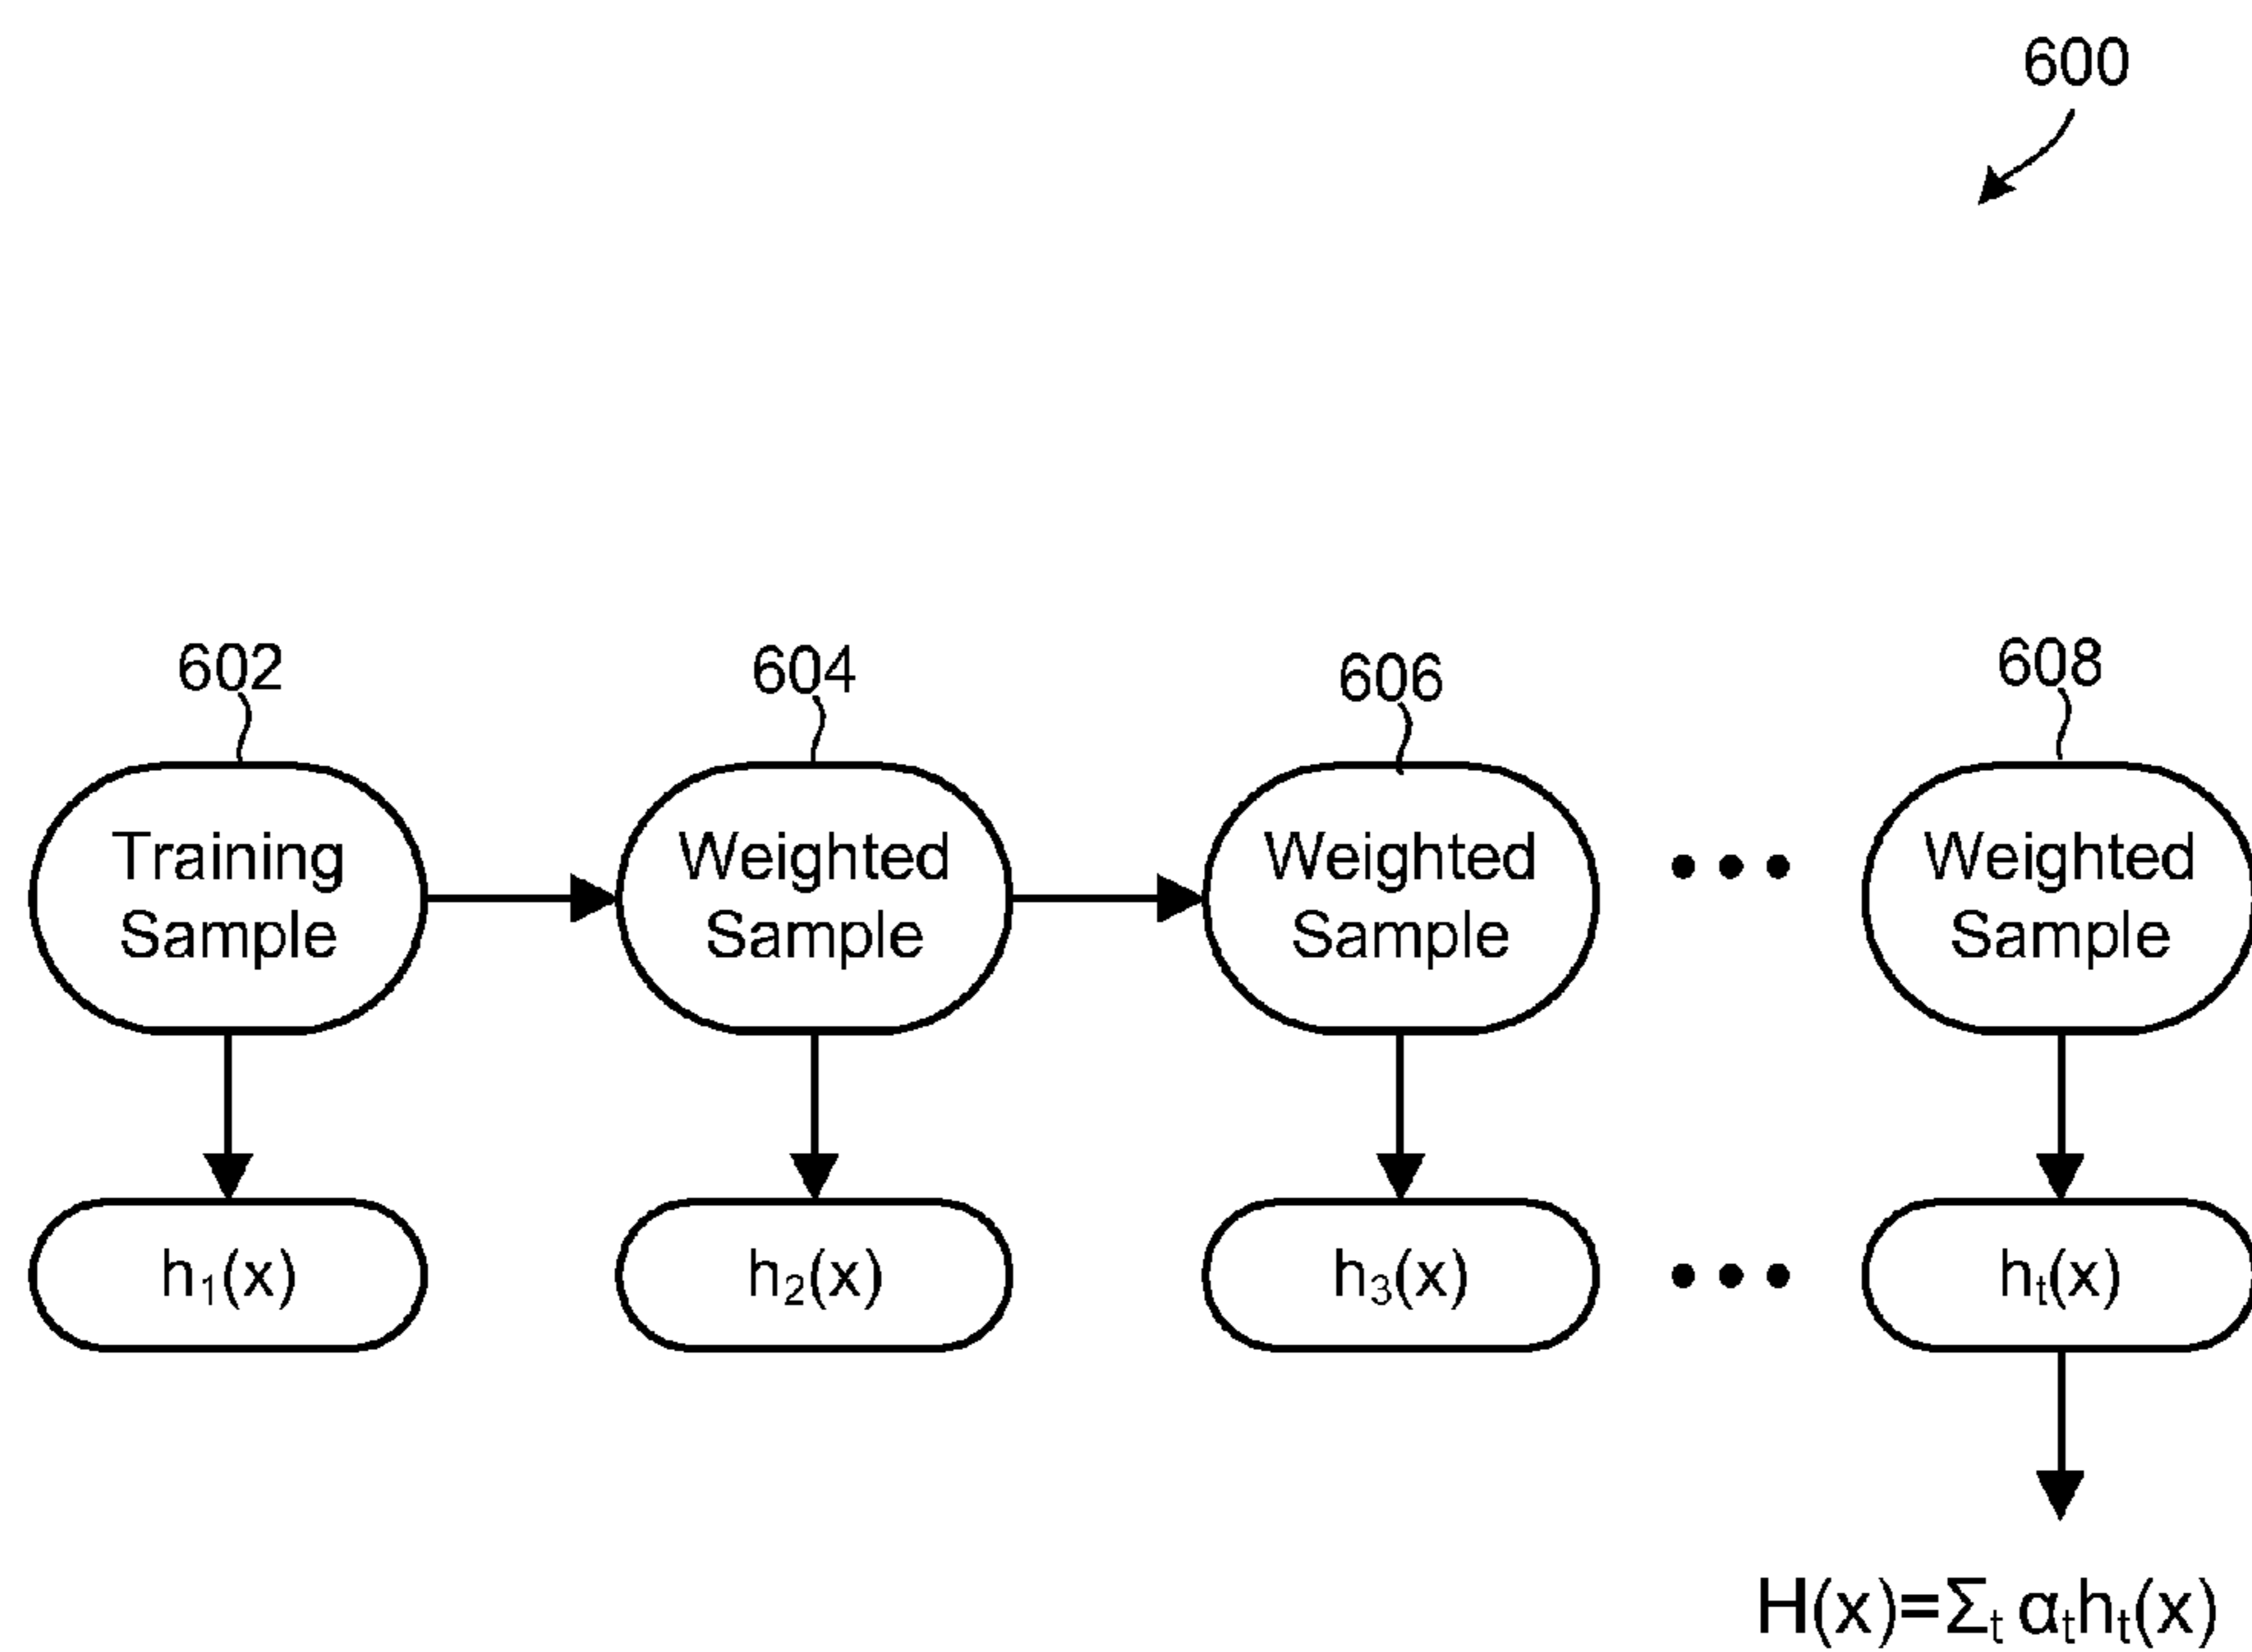 600
602
604
606
608
Training
Sample
Weighted
Sample
Weighted
Sample
• • •
Weighted
Sample
h₁(x)
h₂(x)
h₃(x)
• • •
hₜ(x)
H(x)=Σₜ αₜhₜ(x)